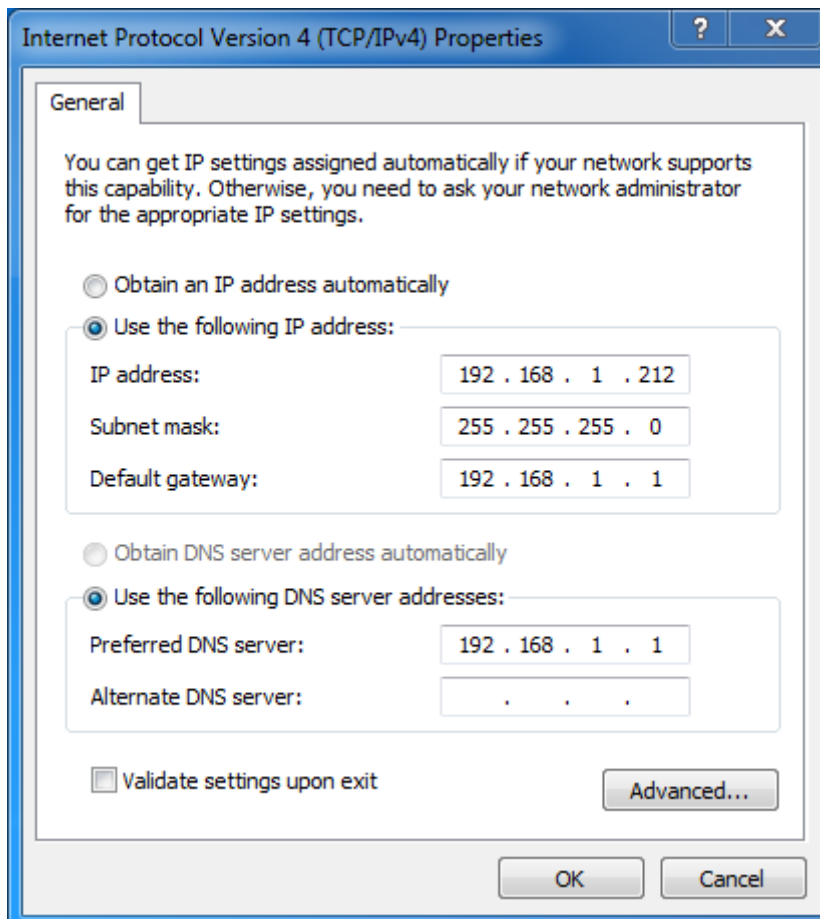 Internet Protocol Version 4 (TCP/IPv4) Properties
?
X
General
You can get IP settings assigned automatically if your network supports
this capability. Otherwise, you need to ask your network administrator
for the appropriate IP settings.
Obtain an IP address automatically
Use the following IP address:
IP address: 192 . 168 . 1 . 212
Subnet mask: 255 . 255 . 255 . 0
Default gateway: 192 . 168 . 1 . 1
Obtain DNS server address automatically
Use the following DNS server addresses:
Preferred DNS server: 192 . 168 . 1 . 1
Alternate DNS server: . . .
Validate settings upon exit
Advanced...
OK Cancel